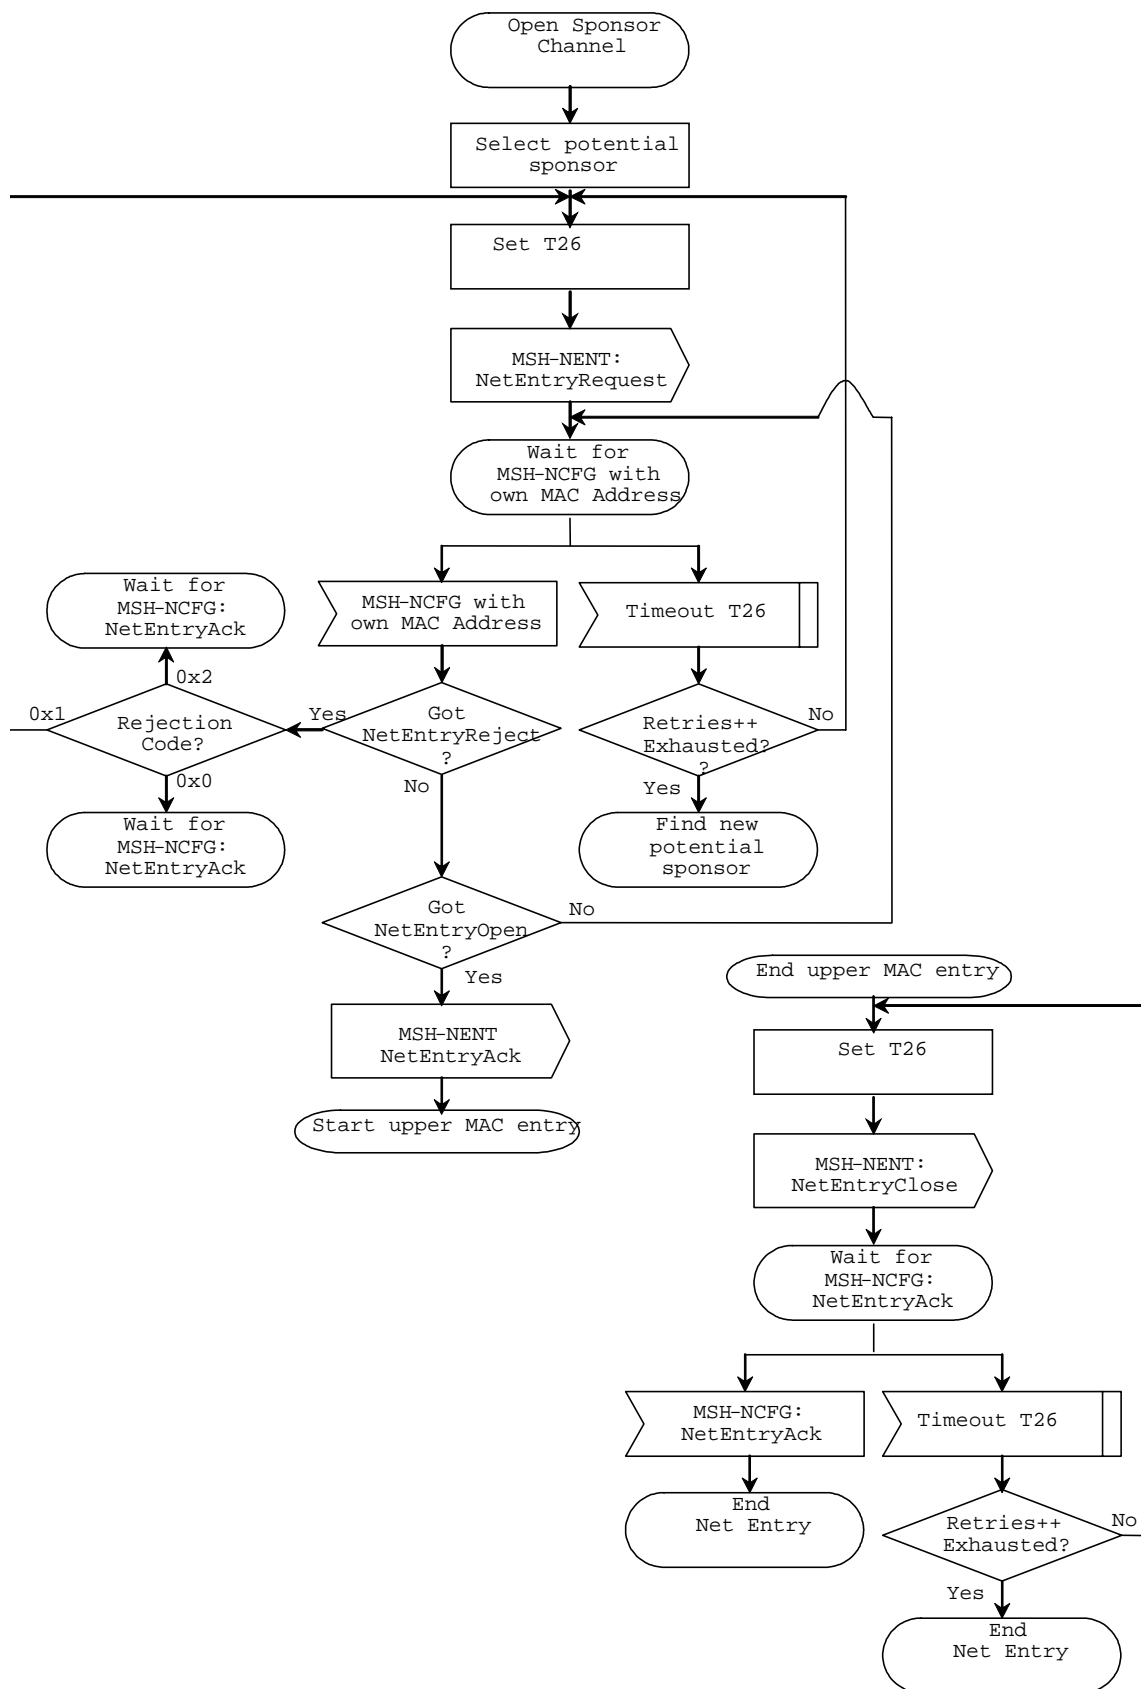 Open Sponsor
Channel
Select potential
sponsor
Set T26
MSH-NENT:
NetEntryRequest
Wait for
MSH-NCFG with
own MAC Address
Wait for
MSH-NCFG:
NetEntryAck
MSH-NCFG with
own MAC Address
Timeout T26
0x2
0x1
Rejection
Code?
0x0
Yes
Got
NetEntryReject
?
No
Retries++
Exhausted?
?
No
Yes
Wait for
MSH-NCFG:
NetEntryAck
Find new
potential
sponsor
Got
NetEntryOpen
?
No
Yes
MSH-NENT
NetEntryAck
Start upper MAC entry
End upper MAC entry
Set T26
MSH-NENT:
NetEntryClose
Wait for
MSH-NCFG:
NetEntryAck
MSH-NCFG:
NetEntryAck
Timeout T26
End
Net Entry
Retries++
Exhausted?
No
Yes
End
Net Entry